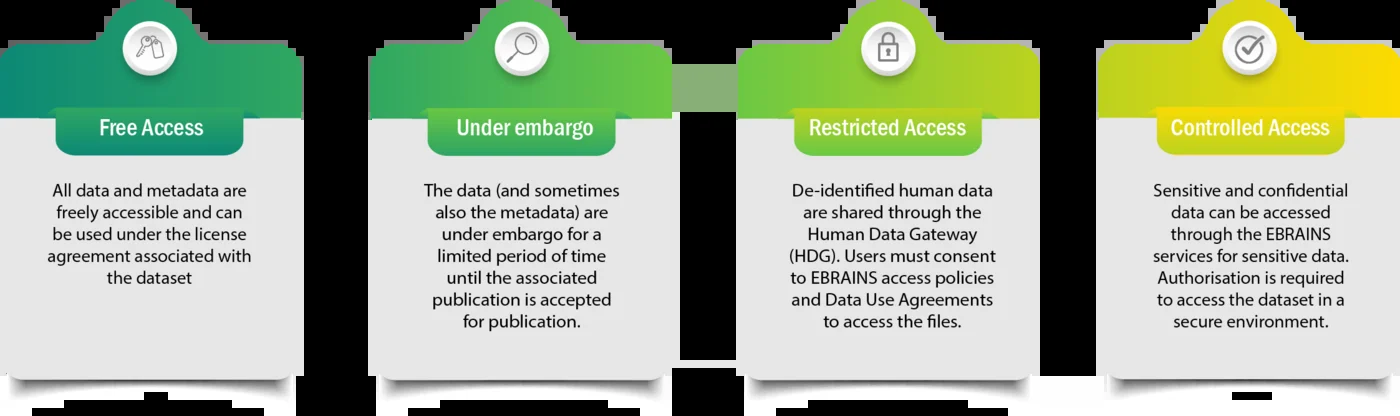 Free Access
All data and metadata are
freely accessible and can
be used under the license
agreement associated with
the dataset
Under embargo
The data (and sometimes
also the metadata) are
under embargo for a
limited period of time
until the associated
publication is accepted
for publication.
Restricted Access
De-identified human data
are shared through the
Human Data Gateway
(HDG). Users must consent
to EBRAINS access policies
and Data Use Agreements
to access the files.
Controlled Access
Sensitive and confidential
data can be accessed
through the EBRAINS
services for sensitive data.
Authorisation is required
to access the dataset in a
secure environment.